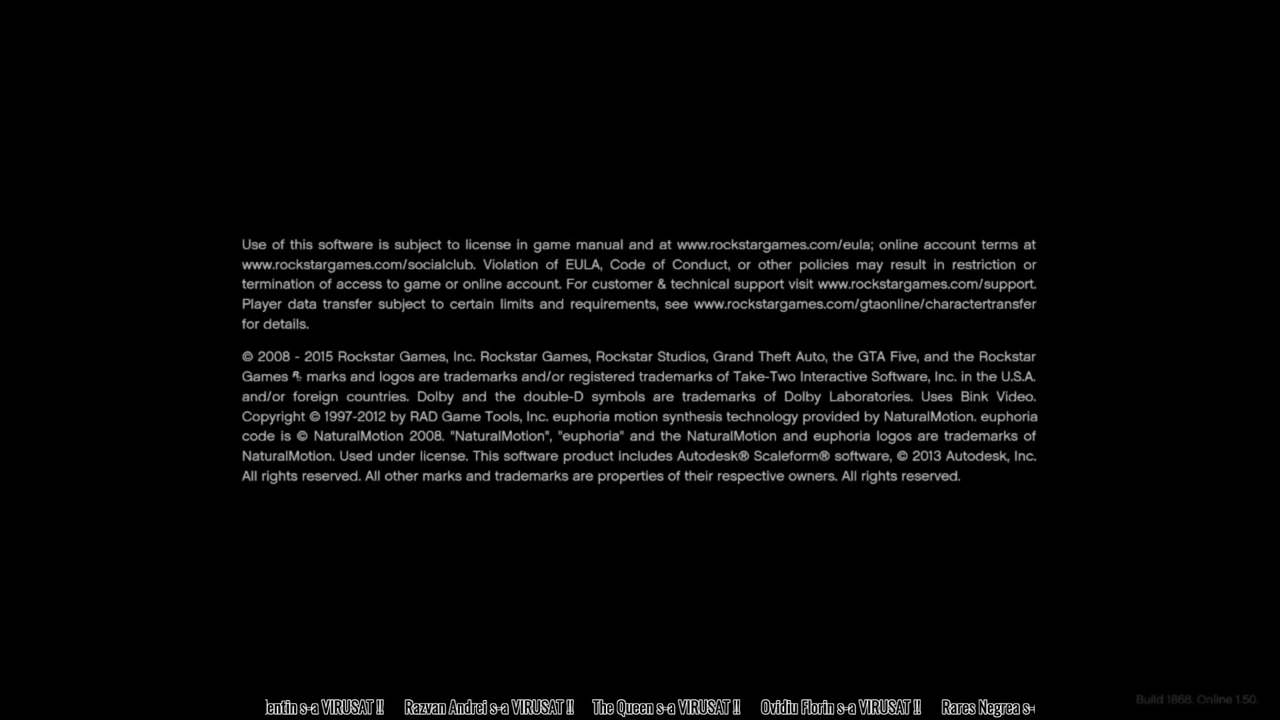 Use of this software is subject to license in game manual and at www.rockstargames.com/eula; online account terms at
www.rockstargames.com/socialclub. Violation of EULA, Code of Conduct, or other policies may result in restriction or
termination of access to game or online account. For customer & technical support visit www.rockstargames.com/support.
Player data transfer subject to certain limits and requirements, see www.rockstargames.com/gtaonline/charactertransfer
for details.
© 2008 - 2015 Rockstar Games, Inc. Rockstar Games, Rockstar Studios, Grand Theft Auto, the GTA Five, and the Rockstar
Games R* marks and logos are trademarks and/or registered trademarks of Take-Two Interactive Software, Inc. in the U.S.A.
and/or foreign countries. Dolby and the double-D symbols are trademarks of Dolby Laboratories. Uses Bink Video.
Copyright © 1997-2012 by RAD Game Tools, Inc. euphoria motion synthesis technology provided by NaturalMotion. euphoria
code is © NaturalMotion 2008. "NaturalMotion", "euphoria" and the NaturalMotion and euphoria logos are trademarks of
NaturalMotion. Used under license. This software product includes Autodesk® Scaleform® software, © 2013 Autodesk, Inc.
All rights reserved. All other marks and trademarks are properties of their respective owners. All rights reserved.
Build 1868. Online 1.50.
lentin s-a VIRUSAT !! Razvan Andrei s-a VIRUSAT !! The Queen s-a VIRUSAT !! Ovidiu Florin s-a VIRUSAT !! Rares Negrea s-